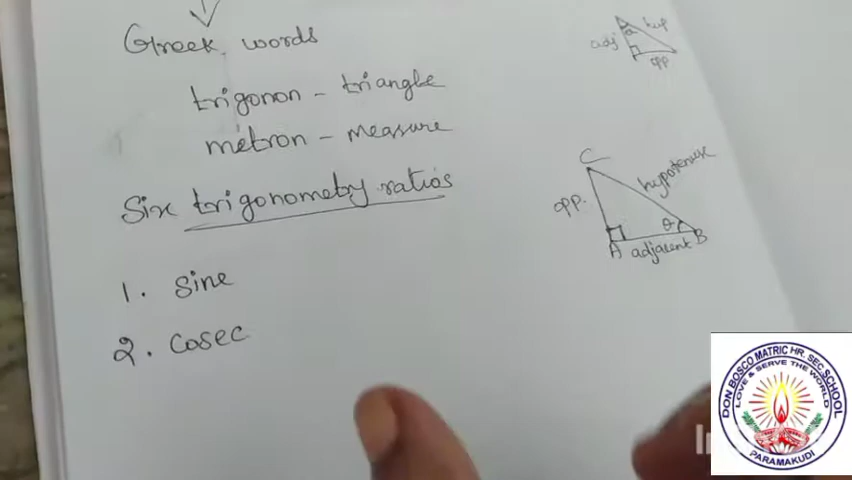 Greek words
trigonon - triangle
métron - measure
Six trigonometry ratios
1. sine
2. cosec
adj
hyp
opp
C
opp.
hypotenuse
θ
A adjacent B
DON BOSCO MATRIC HR. SEC. SCHOOL
LOVE & SERVE THE WORLD
PARAMAKUDI